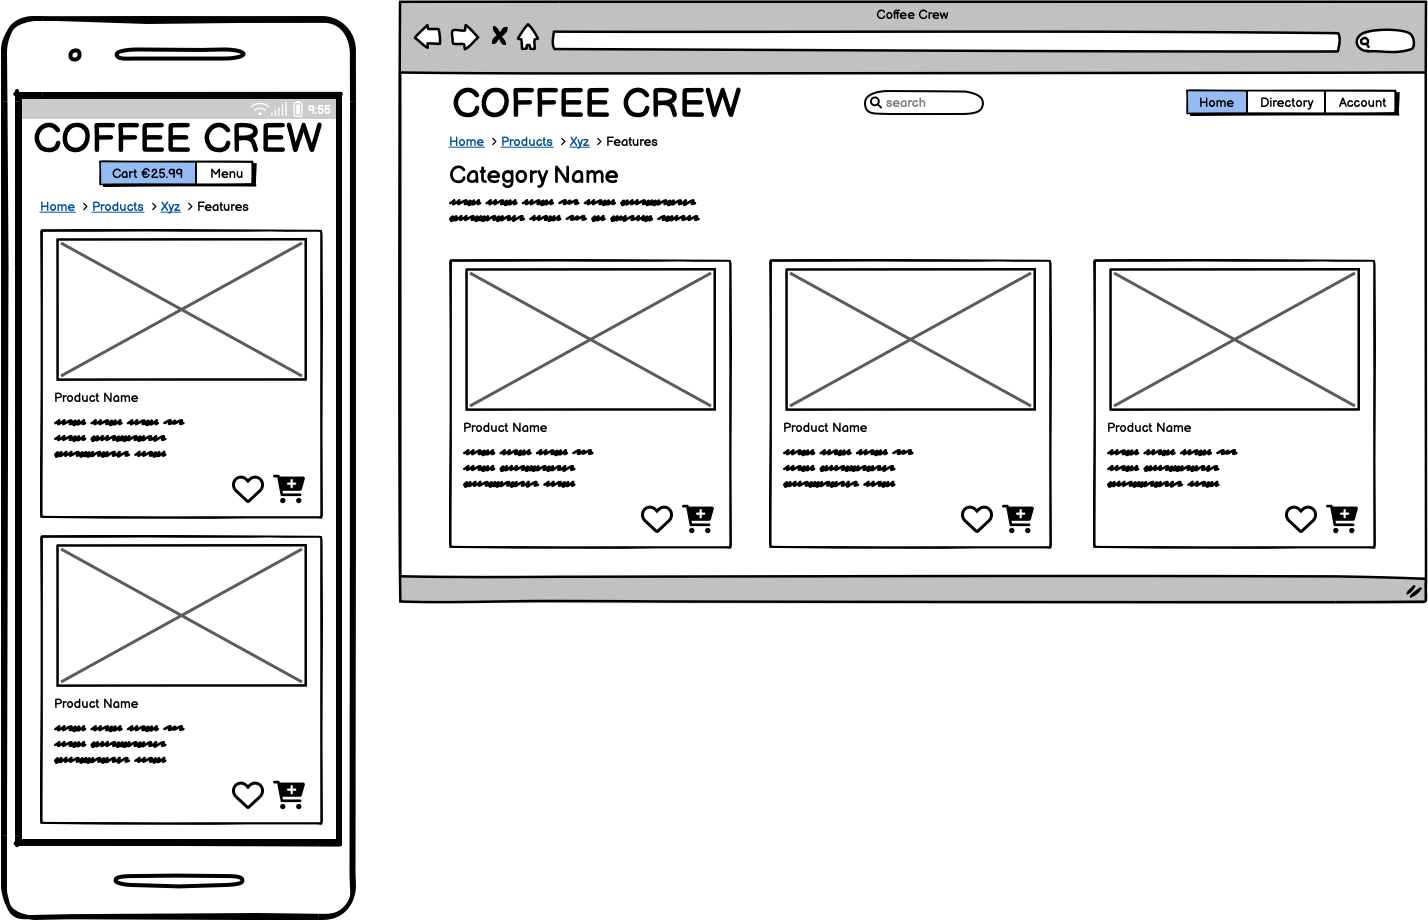 9:55
COFFEE CREW
Cart €25.99 Menu
Home > Products > Xyz > Features
Product Name
Product Name
Coffee Crew
COFFEE CREW
search
Home Directory Account
Home > Products > Xyz > Features
Category Name
Product Name
Product Name
Product Name